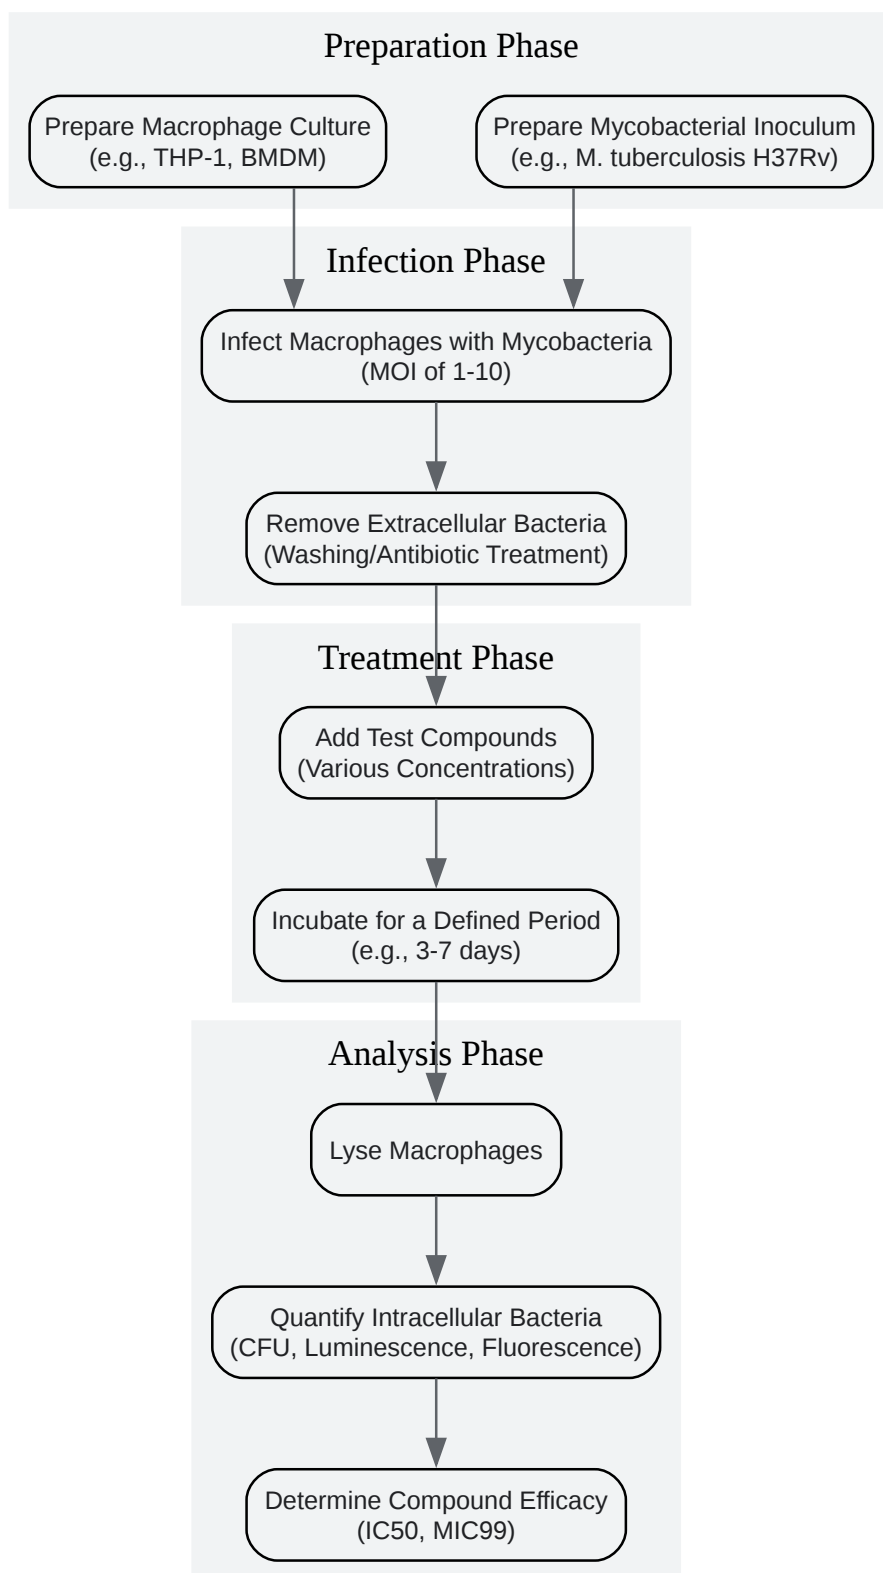 Preparation Phase
Prepare Macrophage Culture
(e.g., THP-1, BMDM)
Prepare Mycobacterial Inoculum
(e.g., M. tuberculosis H37Rv)
Infection Phase
Infect Macrophages with Mycobacteria
(MOI of 1-10)
Remove Extracellular Bacteria
(Washing/Antibiotic Treatment)
Treatment Phase
Add Test Compounds
(Various Concentrations)
Incubate for a Defined Period
(e.g., 3-7 days)
Analysis Phase
Lyse Macrophages
Quantify Intracellular Bacteria
(CFU, Luminescence, Fluorescence)
Determine Compound Efficacy
(IC50, MIC99)